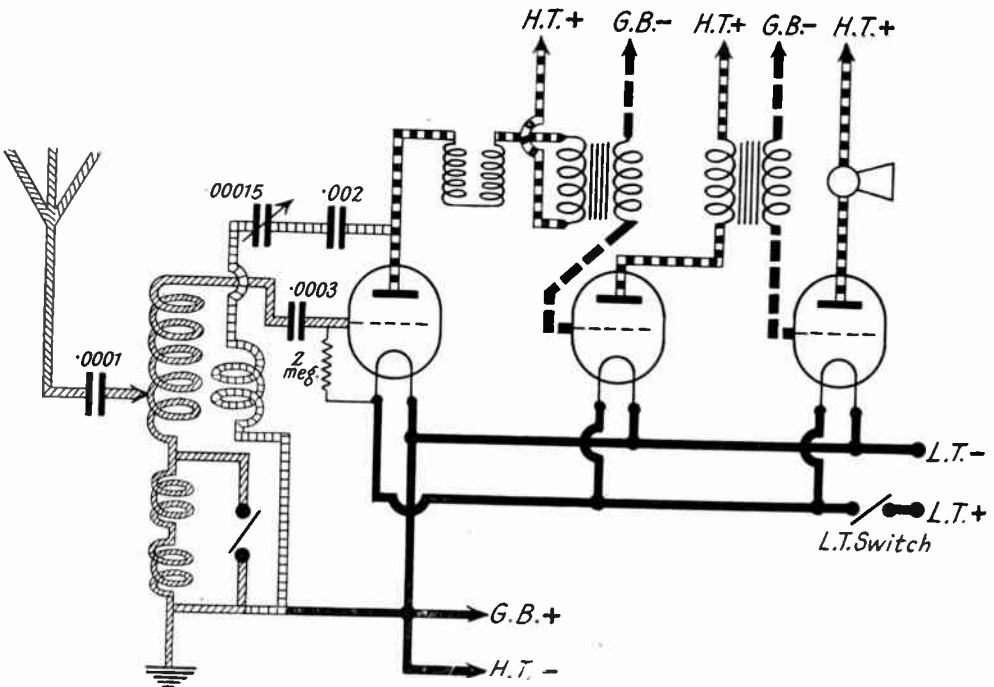 H.T.+
G.B.-
H.T.+
G.B.-
H.T.+
.00015
.002
.0003
2
meg.
.0001
L.T.-
L.T.+
L.T. Switch
G.B.+
H.T. -